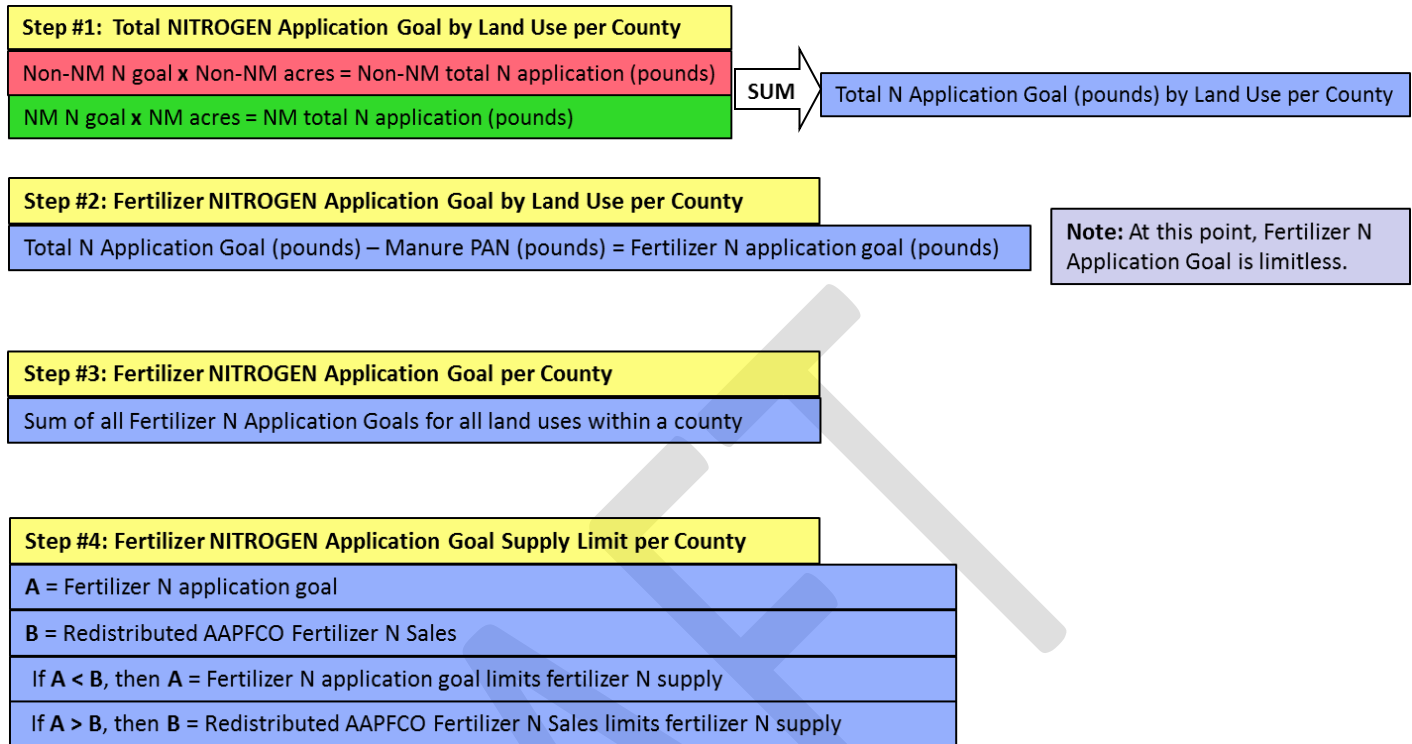 Step #1: Total NITROGEN Application Goal by Land Use per County
Non-NM N goal x Non-NM acres = Non-NM total N application (pounds)
NM N goal x NM acres = NM total N application (pounds)
SUM
Total N Application Goal (pounds) by Land Use per County
Step #2: Fertilizer NITROGEN Application Goal by Land Use per County
Total N Application Goal (pounds) – Manure PAN (pounds) = Fertilizer N application goal (pounds)
Note: At this point, Fertilizer N
Application Goal is limitless.
Step #3: Fertilizer NITROGEN Application Goal per County
Sum of all Fertilizer N Application Goals for all land uses within a county
Step #4: Fertilizer NITROGEN Application Goal Supply Limit per County
A = Fertilizer N application goal
B = Redistributed AAPFCO Fertilizer N Sales
If A < B, then A = Fertilizer N application goal limits fertilizer N supply
If A > B, then B = Redistributed AAPFCO Fertilizer N Sales limits fertilizer N supply